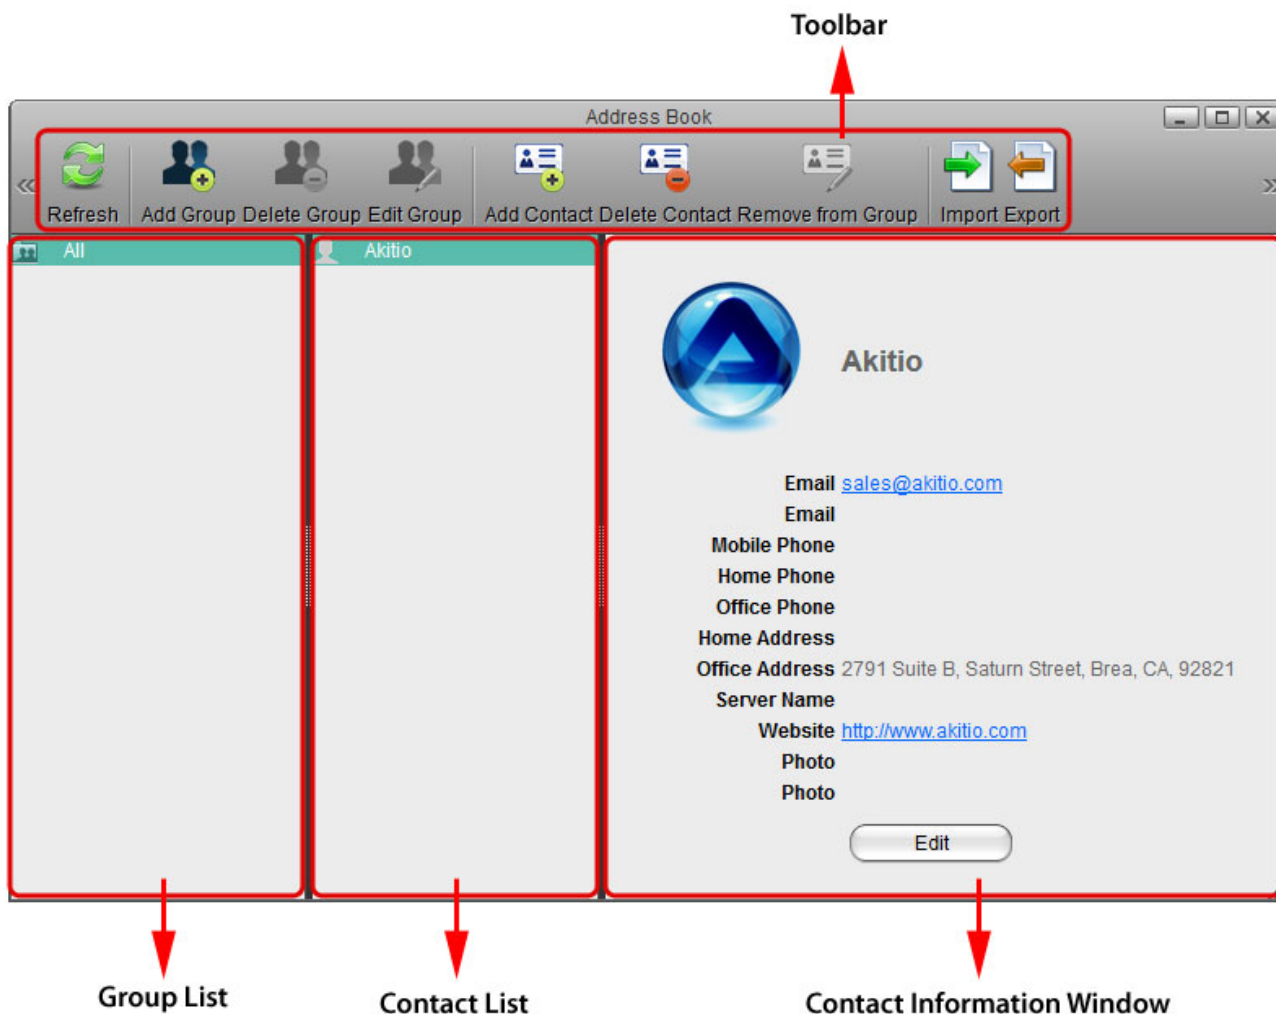 Toolbar
Address Book
Refresh Add Group Delete Group Edit Group Add Contact Delete Contact Remove from Group Import Export
All
Akitio
Akitio
Email sales@akitio.com
Email
Mobile Phone
Home Phone
Office Phone
Home Address
Office Address 2791 Suite B, Saturn Street, Brea, CA, 92821
Server Name
Website http://www.akitio.com
Photo
Photo
Edit
Group List
Contact List
Contact Information Window